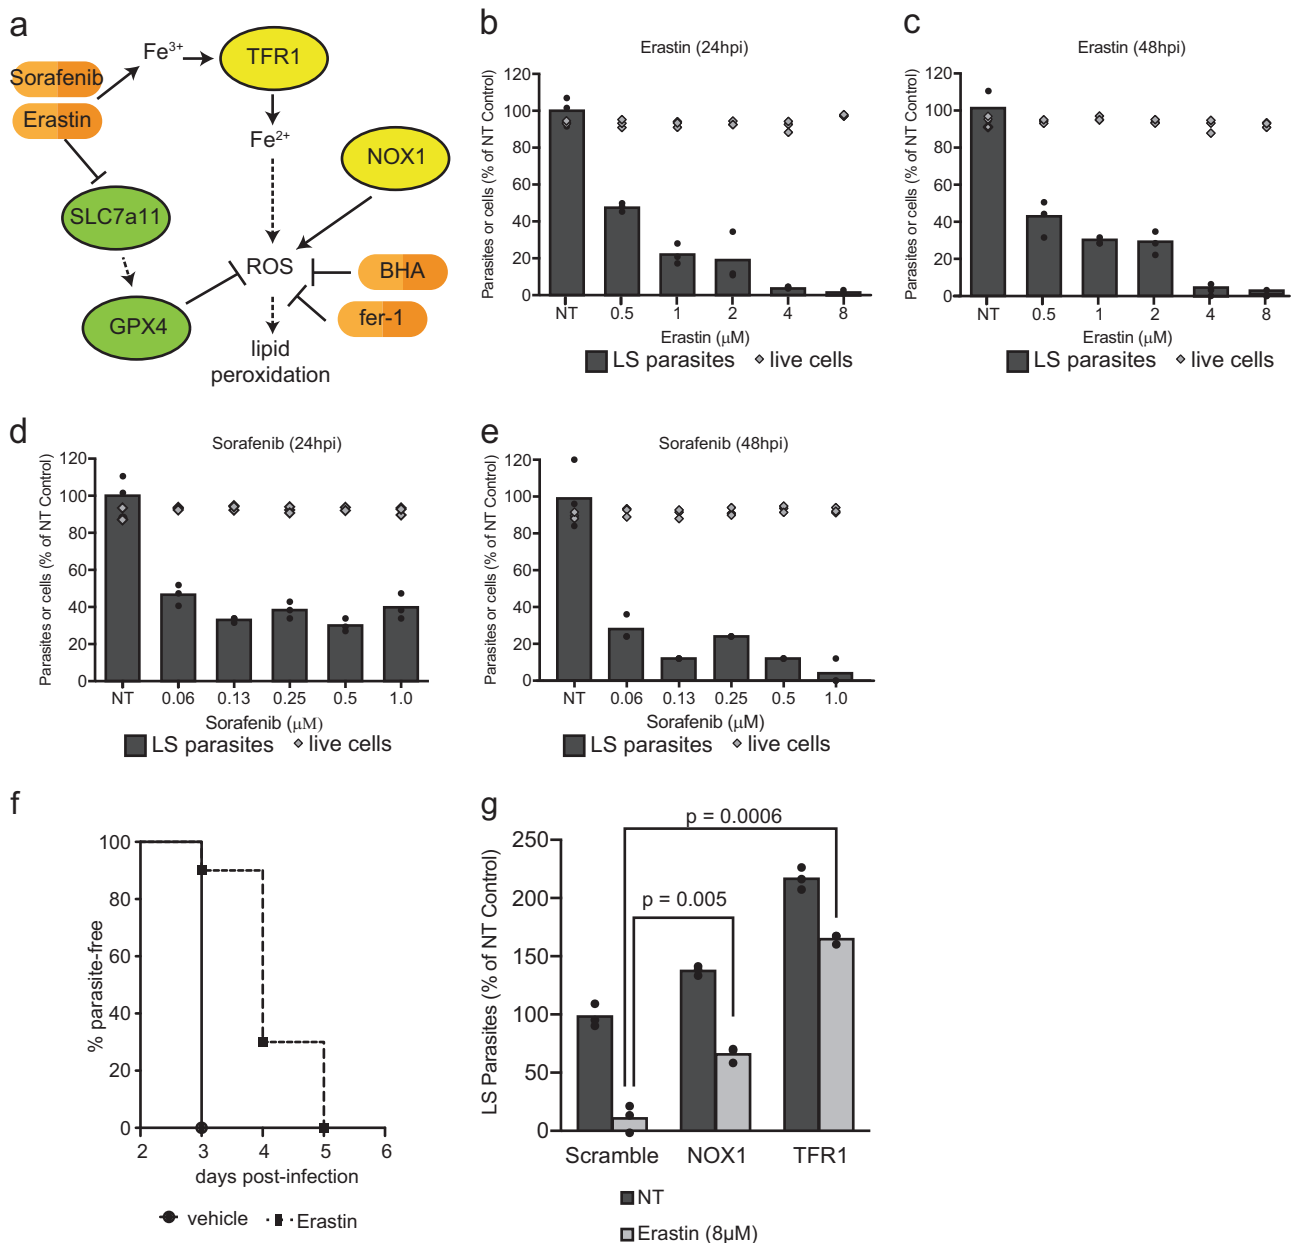 a
Sorafenib
Erastin
Fe3+
TFR1
Fe2+
NOX1
SLC7a11
ROS
BHA
GPX4
fer-1
lipid
peroxidation
b
Erastin (24hpi)
Parasites or cells (% of NT Control)
120
100
80
60
40
20
0
NT 0.5 1 2 4 8
Erastin (µM)
LS parasites live cells
c
Erastin (48hpi)
Parasites or cells (% of NT Control)
120
100
80
60
40
20
0
NT 0.5 1 2 4 8
Erastin (µM)
LS parasites live cells
d
Sorafenib (24hpi)
Parasites or cells (% of NT Control)
120
100
80
60
40
20
0
NT 0.06 0.13 0.25 0.5 1.0
Sorafenib (µM)
LS parasites live cells
e
Sorafenib (48hpi)
Parasites or cells (% of NT Control)
120
100
80
60
40
20
0
NT 0.06 0.13 0.25 0.5 1.0
Sorafenib (µM)
LS parasites live cells
f
% parasite-free
100
80
60
40
20
0
2 3 4 5 6
days post-infection
vehicle Erastin
g
p = 0.0006
p = 0.005
LS Parasites (% of NT Control)
250
200
150
100
50
0
Scramble NOX1 TFR1
NT
Erastin (8µM)